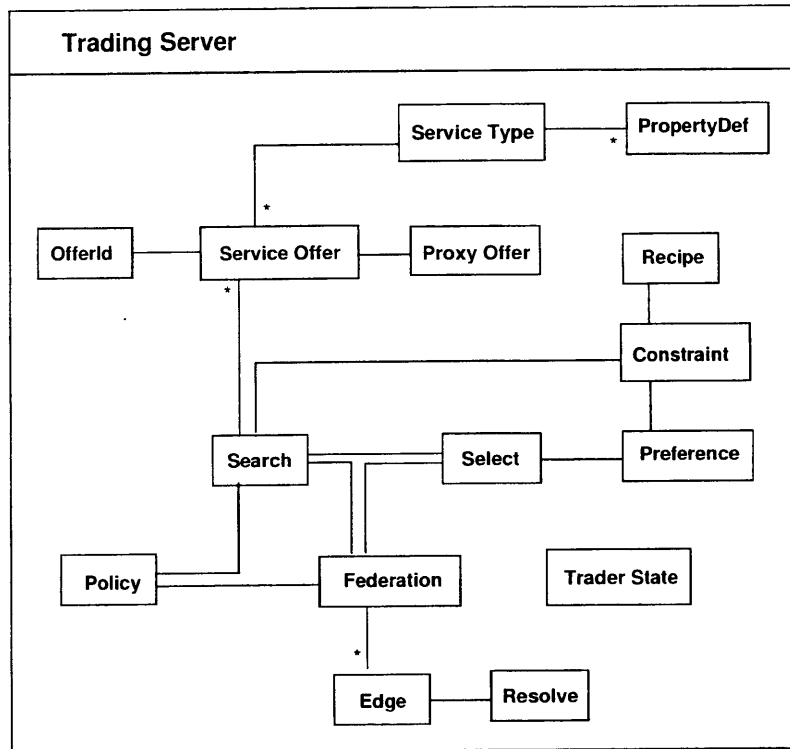 Trading Server
Service Type
PropertyDef
*
*
OfferId
Service Offer
Proxy Offer
Recipe
*
Constraint
Search
Select
Preference
Policy
Federation
Trader State
*
Edge
Resolve